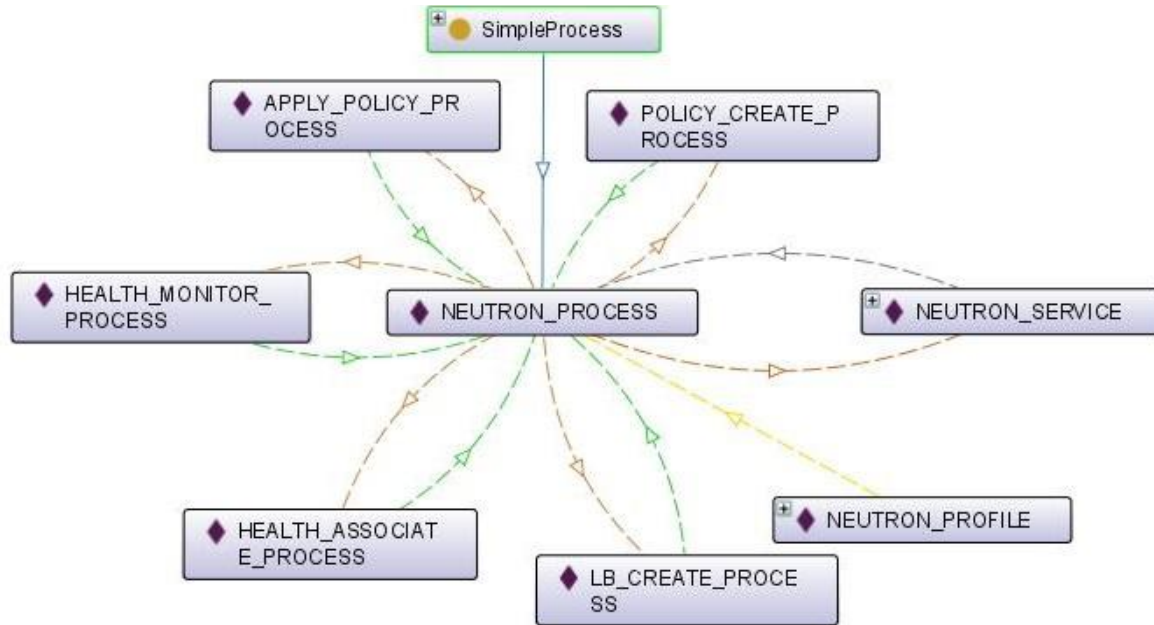 SimpleProcess
APPLY_POLICY_PR
OCESS
POLICY_CREATE_P
ROCESS
HEALTH_MONITOR_
PROCESS
NEUTRON_PROCESS
NEUTRON_SERVICE
HEALTH_ASSOCIAT
E_PROCESS
NEUTRON_PROFILE
LB_CREATE_PROCE
SS